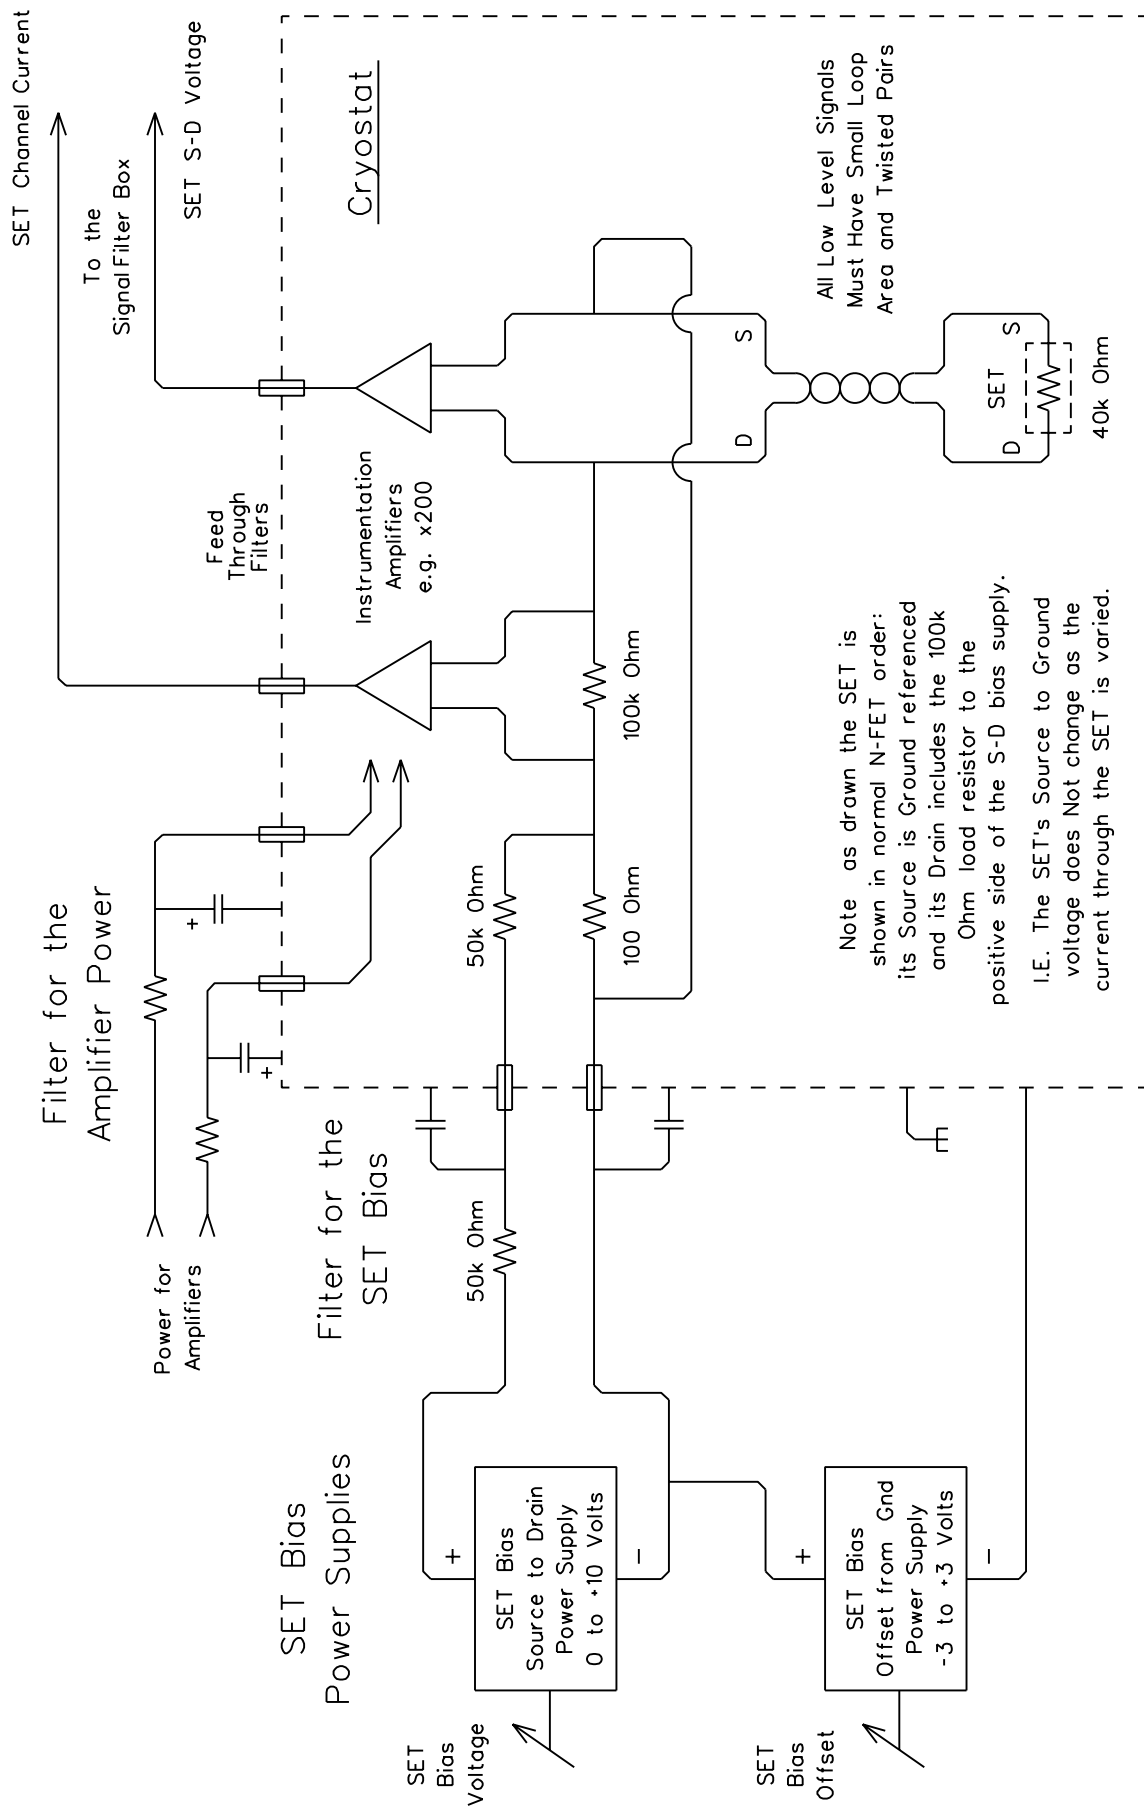 SET Bias
Power Supplies
SET
Bias
Voltage
+
SET Bias
Source to Drain
Power Supply
0 to +10 Volts
−
SET
Bias
Offset
+
SET Bias
Offset from Gnd
Power Supply
-3 to +3 Volts
−
Power for
Amplifiers
Filter for the
Amplifier Power
+
+
Filter for the
SET Bias
50k Ohm
50k Ohm
100 Ohm
100k Ohm
Feed
Through
Filters
Instrumentation
Amplifiers
e.g. x200
SET Channel Current
To the
Signal Filter Box
SET S-D Voltage
Cryostat
D
S
D
SET
S
40k Ohm
All Low Level Signals
Must Have Small Loop
Area and Twisted Pairs
Note as drawn the SET is
shown in normal N-FET order:
its Source is Ground referenced
and its Drain includes the 100k
Ohm load resistor to the
positive side of the S-D bias supply.
I.E. The SET's Source to Ground
voltage does Not change as the
current through the SET is varied.